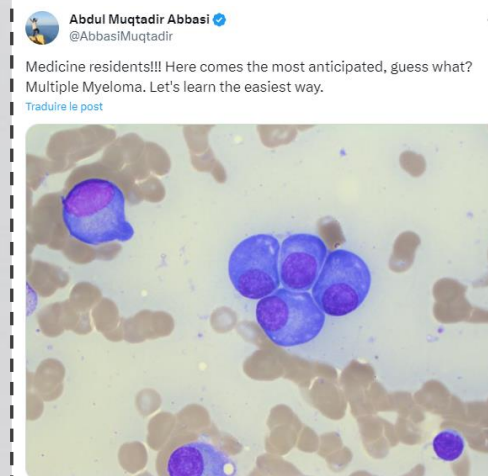 Abdul Muqtadir Abbasi
@AbbasiMuqtadir
Medicine residents!!! Here comes the most anticipated, guess what?
Multiple Myeloma. Let's learn the easiest way.
Traduire le post